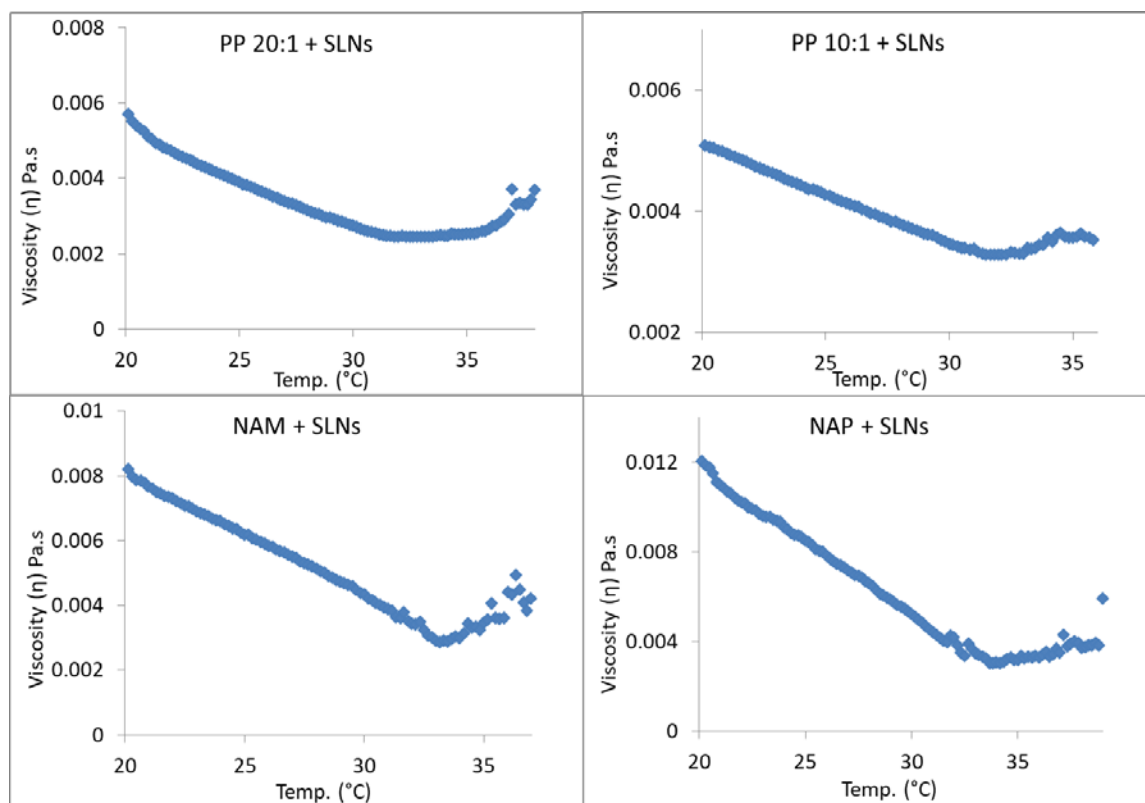 PP 20:1 + SLNs
Viscosity (η) Pa.s
0.008
0.006
0.004
0.002
0
20
25
30
35
Temp. (°C)
PP 10:1 + SLNs
Viscosity (η) Pa.s
0.006
0.004
0.002
20
25
30
35
Temp. (°C)
NAM + SLNs
Viscosity (η) Pa.s
0.01
0.008
0.006
0.004
0.002
0
20
25
30
35
Temp. (°C)
NAP + SLNs
Viscosity (η) Pa.s
0.012
0.008
0.004
0
20
25
30
35
Temp. (°C)